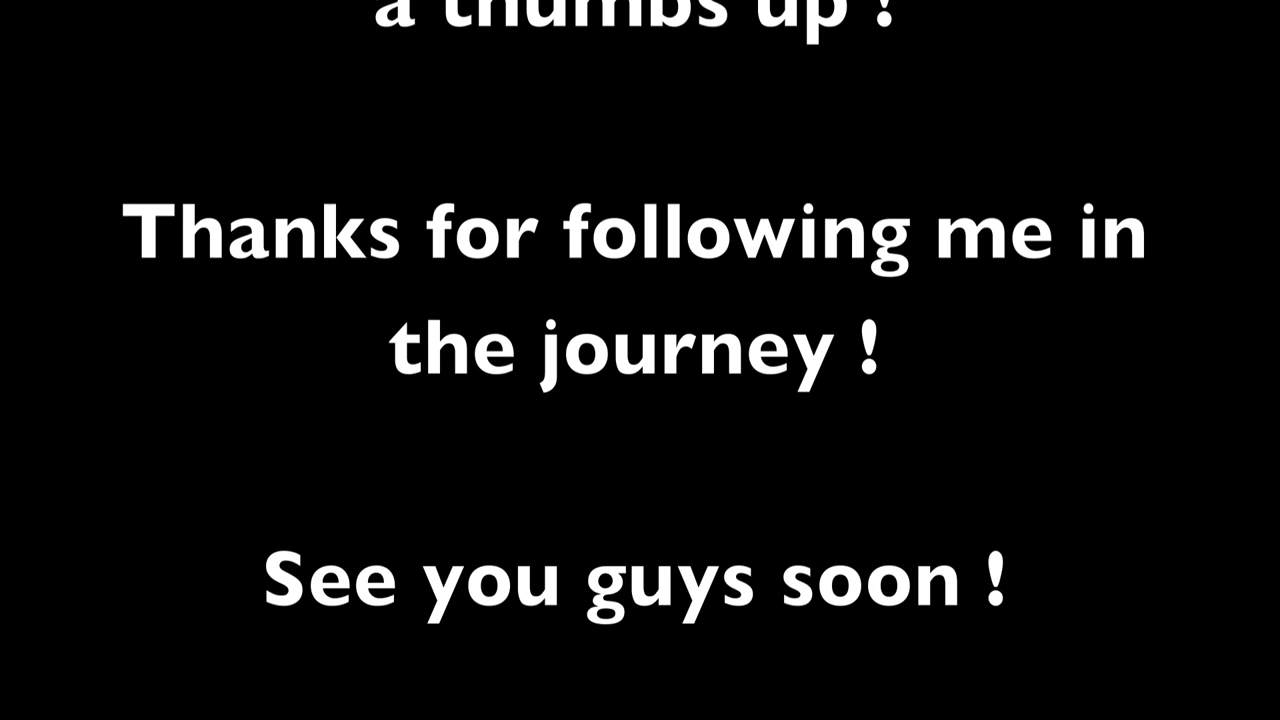 a thumbs up !
Thanks for following me in
the journey !
See you guys soon !